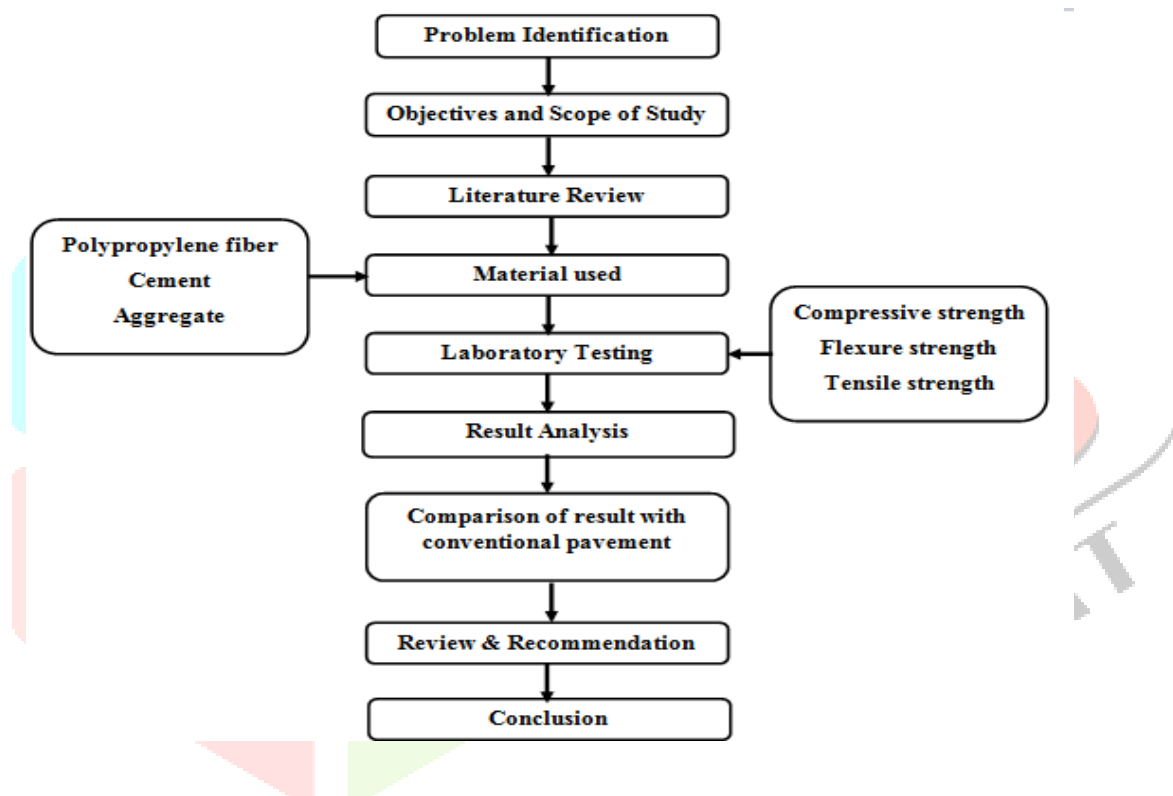 Problem Identification
Objectives and Scope of Study
Literature Review
Polypropylene fiber
Cement
Aggregate
Material used
Compressive strength
Flexure strength
Tensile strength
Laboratory Testing
Result Analysis
Comparison of result with
conventional pavement
Review & Recommendation
Conclusion